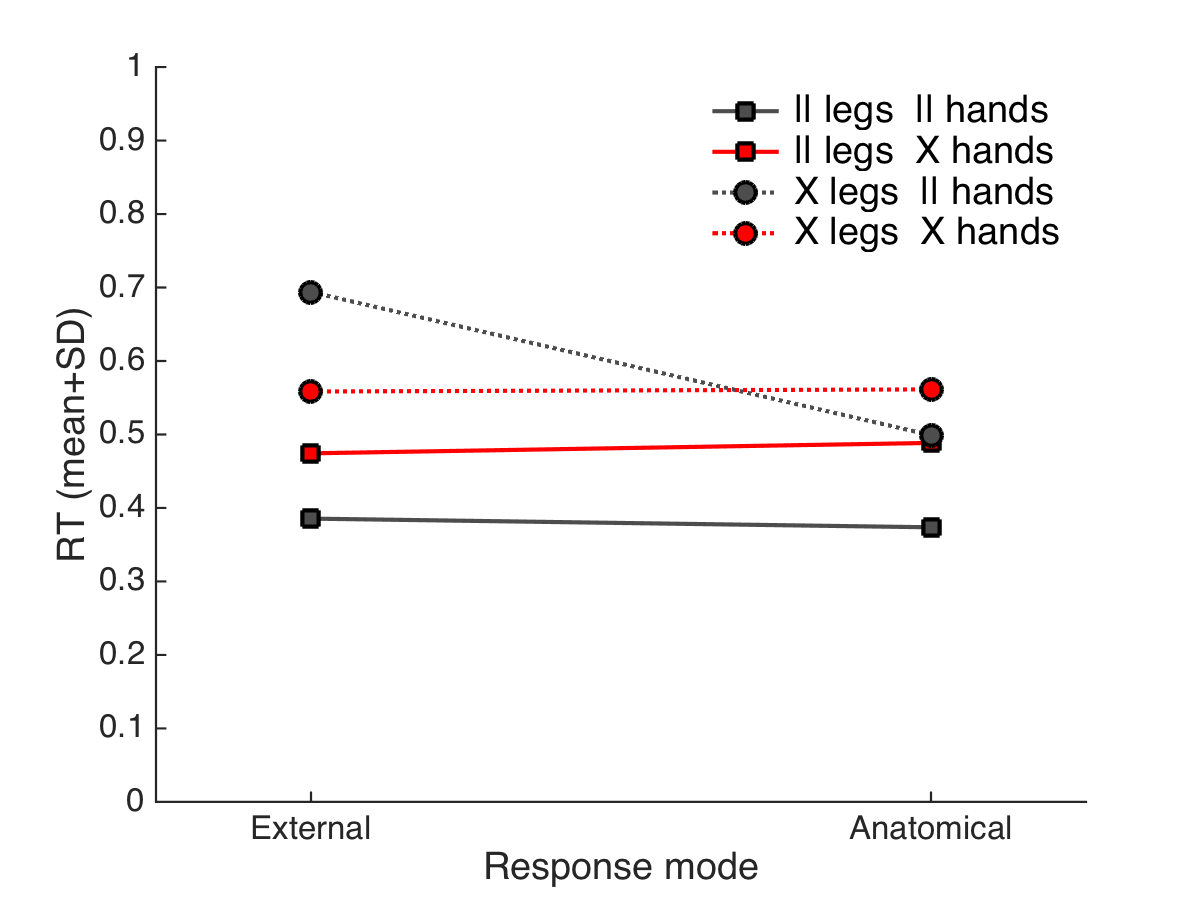 1
0.9
0.8
0.7
0.6
0.5
0.4
0.3
0.2
0.1
0
RT (mean+SD)
ll legs ll hands
ll legs X hands
X legs ll hands
X legs X hands
External
Anatomical
Response mode